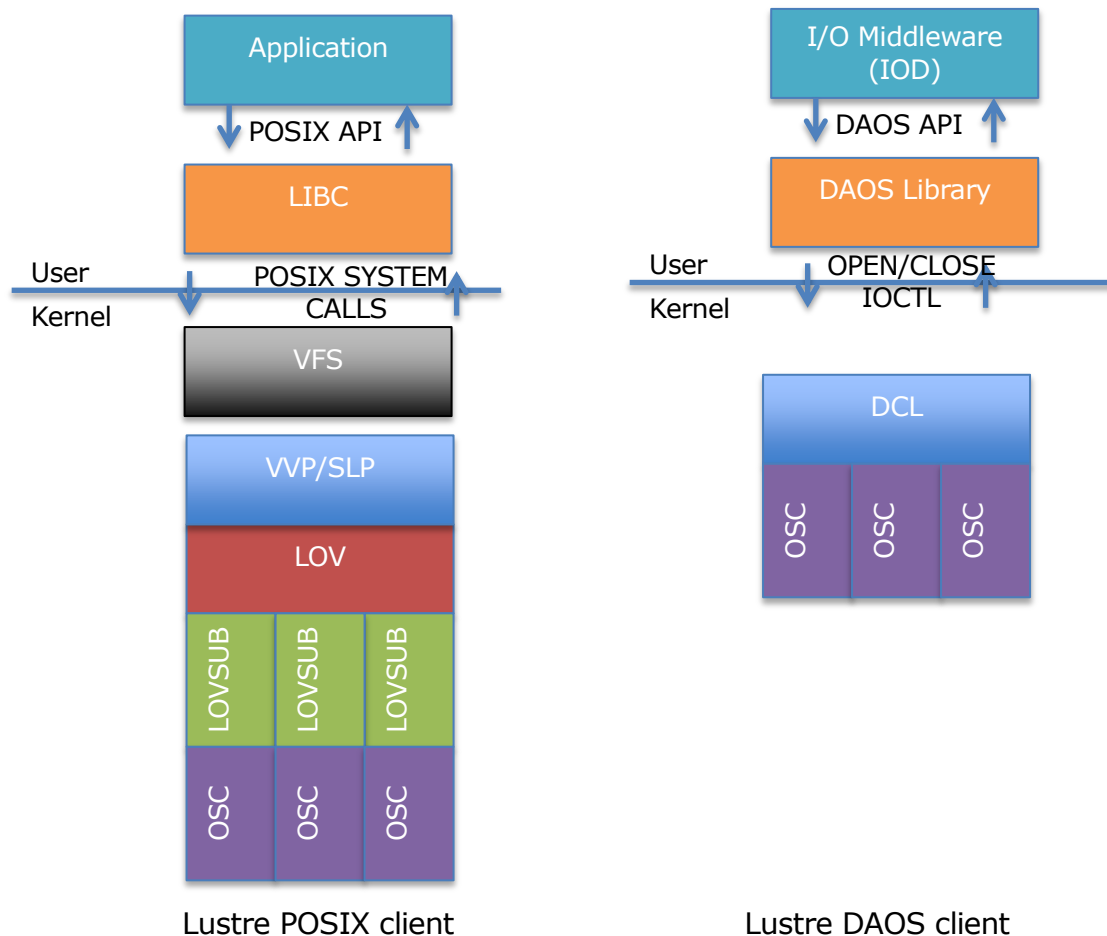 Application
POSIX API
LIBC
User
POSIX SYSTEM
CALLS
Kernel
VFS
VVP/SLP
LOV
LOVSUB
LOVSUB
LOVSUB
OSC
OSC
OSC
Lustre POSIX client
I/O Middleware
(IOD)
DAOS API
DAOS Library
User
OPEN/CLOSE
IOCTL
Kernel
DCL
OSC
OSC
OSC
Lustre DAOS client